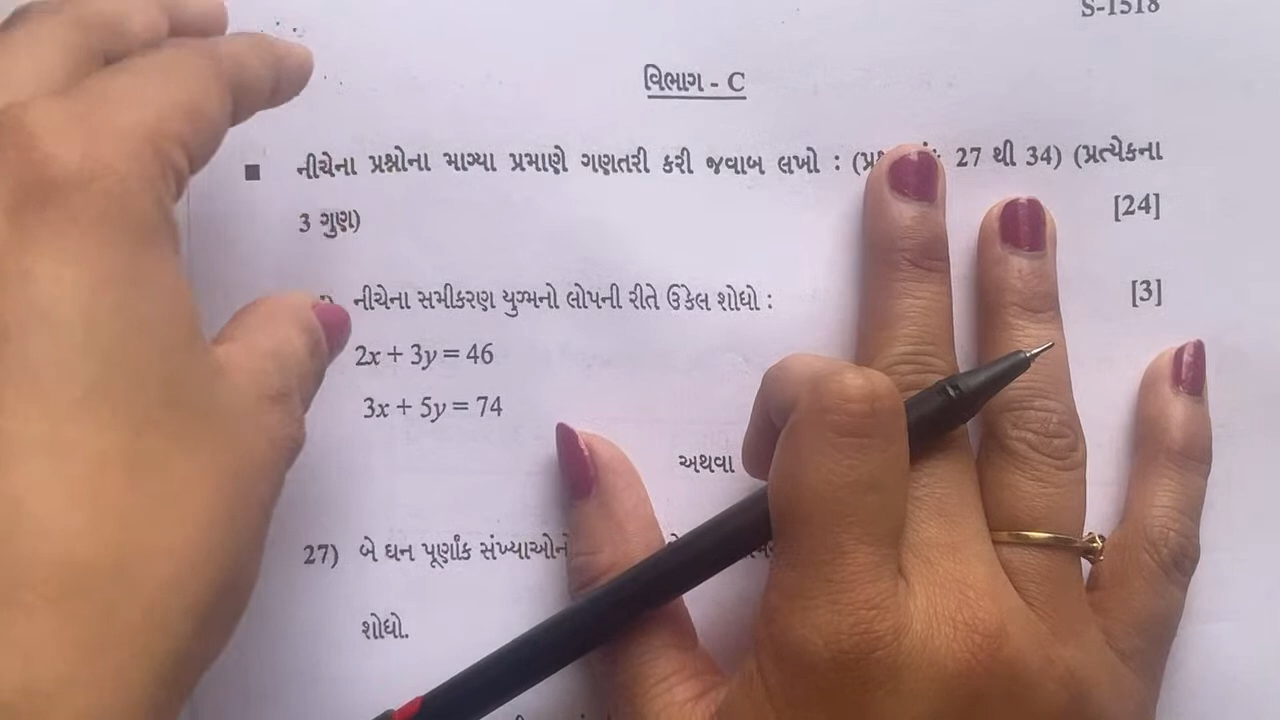 S-1518
વિભાગ - C
■ નીચેના પ્રશ્નોના માગ્યા પ્રમાણે ગણતરી કરી જવાબ લખો : 27 થી 34) (પ્રત્યેકના
3 ગુણ) [24]
નીચેના સમીકરણ યુગ્મનો લોપની રીતે ઉકેલ શોધો : [3]
2x + 3y = 46
3x + 5y = 74
અથવા
27) બે ઘન પૂર્ણાંક સંખ્યાઓનો
શોધો.